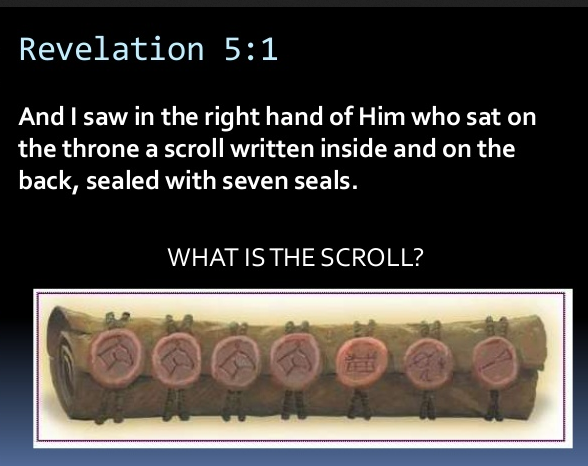 Revelation 5:1
And I saw in the right hand of Him who sat on
the throne a scroll written inside and on the
back, sealed with seven seals.
WHAT IS THE SCROLL?